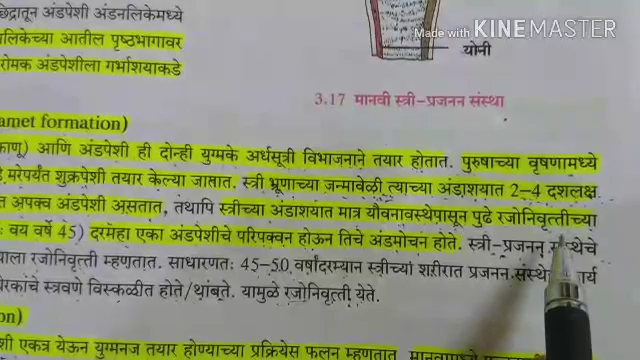 छिद्रातून अंडपेशी अंडनलिकेमध्ये
लिकेच्या आतील पृष्ठभागावर
रोमक अंडपेशीला गर्भाशयाकडे
योनी
3.17 मानवी स्त्री-प्रजनन संस्था
Made with KINEMASTER
amet formation)
काणू) आणि अंडपेशी ही दोन्ही युग्मके अर्धसूत्री विभाजनाने तयार होतात. पुरुषाच्या वृषणामध्ये
मरेपर्यंत शुक्रपेशी तयार केल्या जातात. स्त्री भ्रूणाच्या जन्मावेळी त्याच्या अंडाशयात 2-4 दशलक्ष
अपक्व अंडपेशी असतात, तथापि स्त्रीच्या अंडाशयात मात्र यौवनावस्थेपासून पुढे रजोनिवृत्तीच्या
वय वर्षे 45) दरमहा एका अंडपेशीचे परिपक्वन होऊन तिचे अंडमोचन होते. स्त्री-प्रजनन संस्थेचे
याला रजोनिवृत्ती म्हणतात. साधारणतः 45-50 वर्षांदरम्यान स्त्रीच्या शरीरात प्रजनन संस्थे कार्य
रेरकांचे स्त्रवणे विस्कळीत होते/थांबते. यामुळे रजोनिवृत्ती येते.
on)
शी एकत्र येऊन युग्मनज तयार होण्याच्या प्रक्रियेस फलन म्हणतात. मानवामध्ये